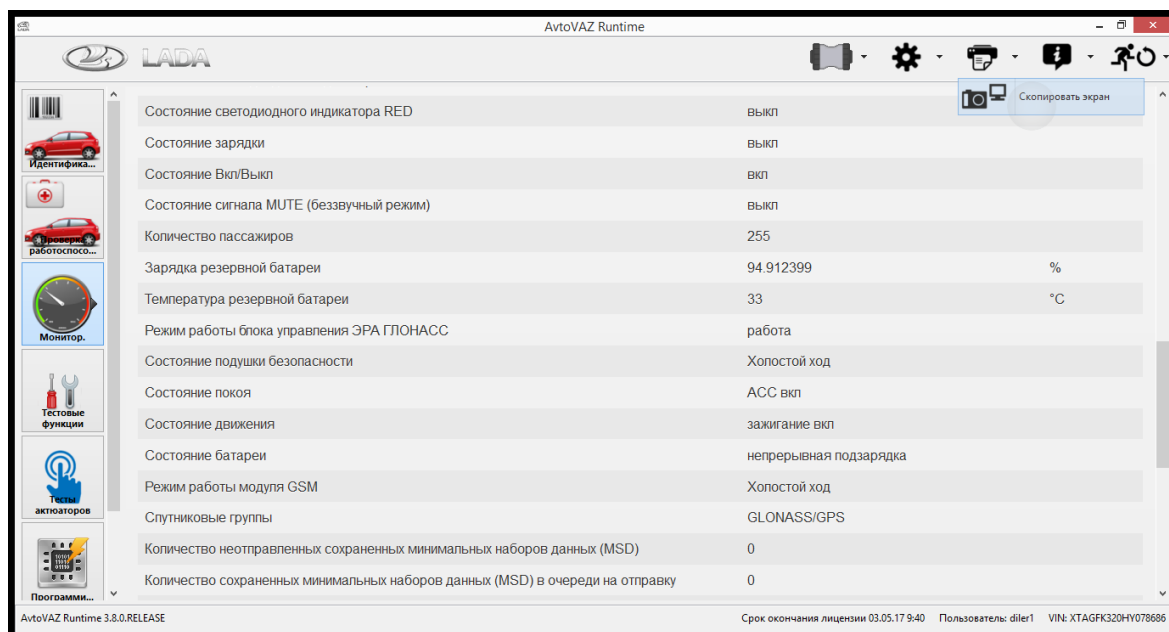 AvtoVAZ Runtime
LADA
Скопировать экран
Идентифика...
Проверка
работоспосо...
Монитор.
Тестовые
функции
Тесты
актюаторов
Программи...
Состояние светодиодного индикатора RED выкл
Состояние зарядки выкл
Состояние Вкл/Выкл вкл
Состояние сигнала MUTE (беззвучный режим) выкл
Количество пассажиров 255
Зарядка резервной батареи 94.912399 %
Температура резервной батареи 33 °C
Режим работы блока управления ЭРА ГЛОНАСС работа
Состояние подушки безопасности Холостой ход
Состояние покоя ACC вкл
Состояние движения зажигание вкл
Состояние батареи непрерывная подзарядка
Режим работы модуля GSM Холостой ход
Спутниковые группы GLONASS/GPS
Количество неотправленных сохраненных минимальных наборов данных (MSD) 0
Количество сохраненных минимальных наборов данных (MSD) в очереди на отправку 0
AvtoVAZ Runtime 3.8.0.RELEASE Срок окончания лицензии 03.05.17 9:40 Пользователь: diler1 VIN: XTAGFK320HY078686